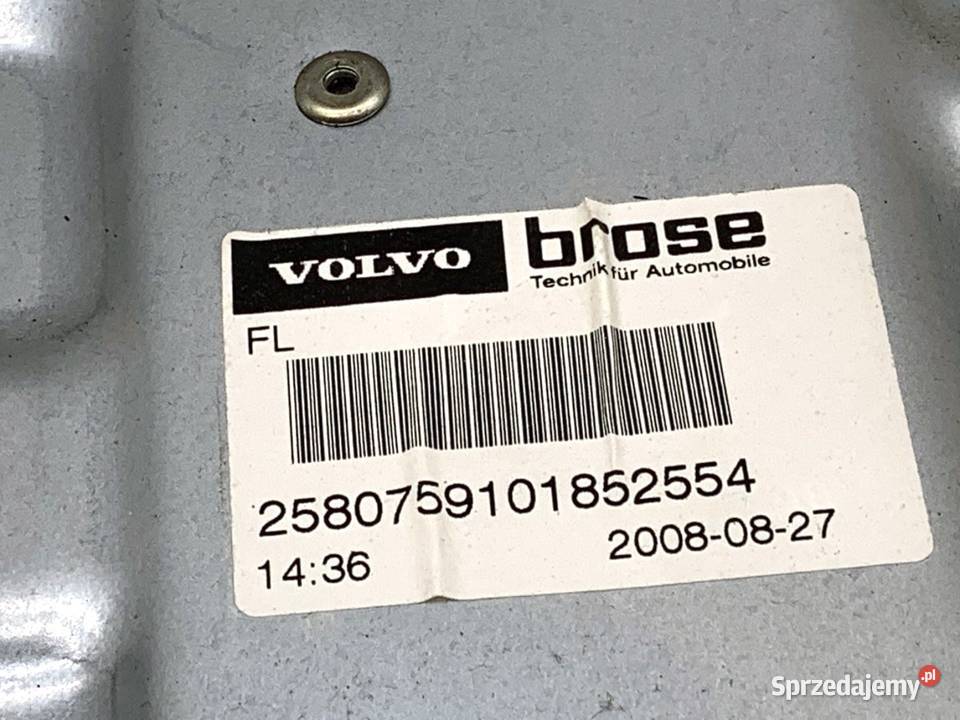 VOLVO
brose
Technik für Automobile
FL
2580759101852554
14:36
2008-08-27
Sprzedajemy.pl